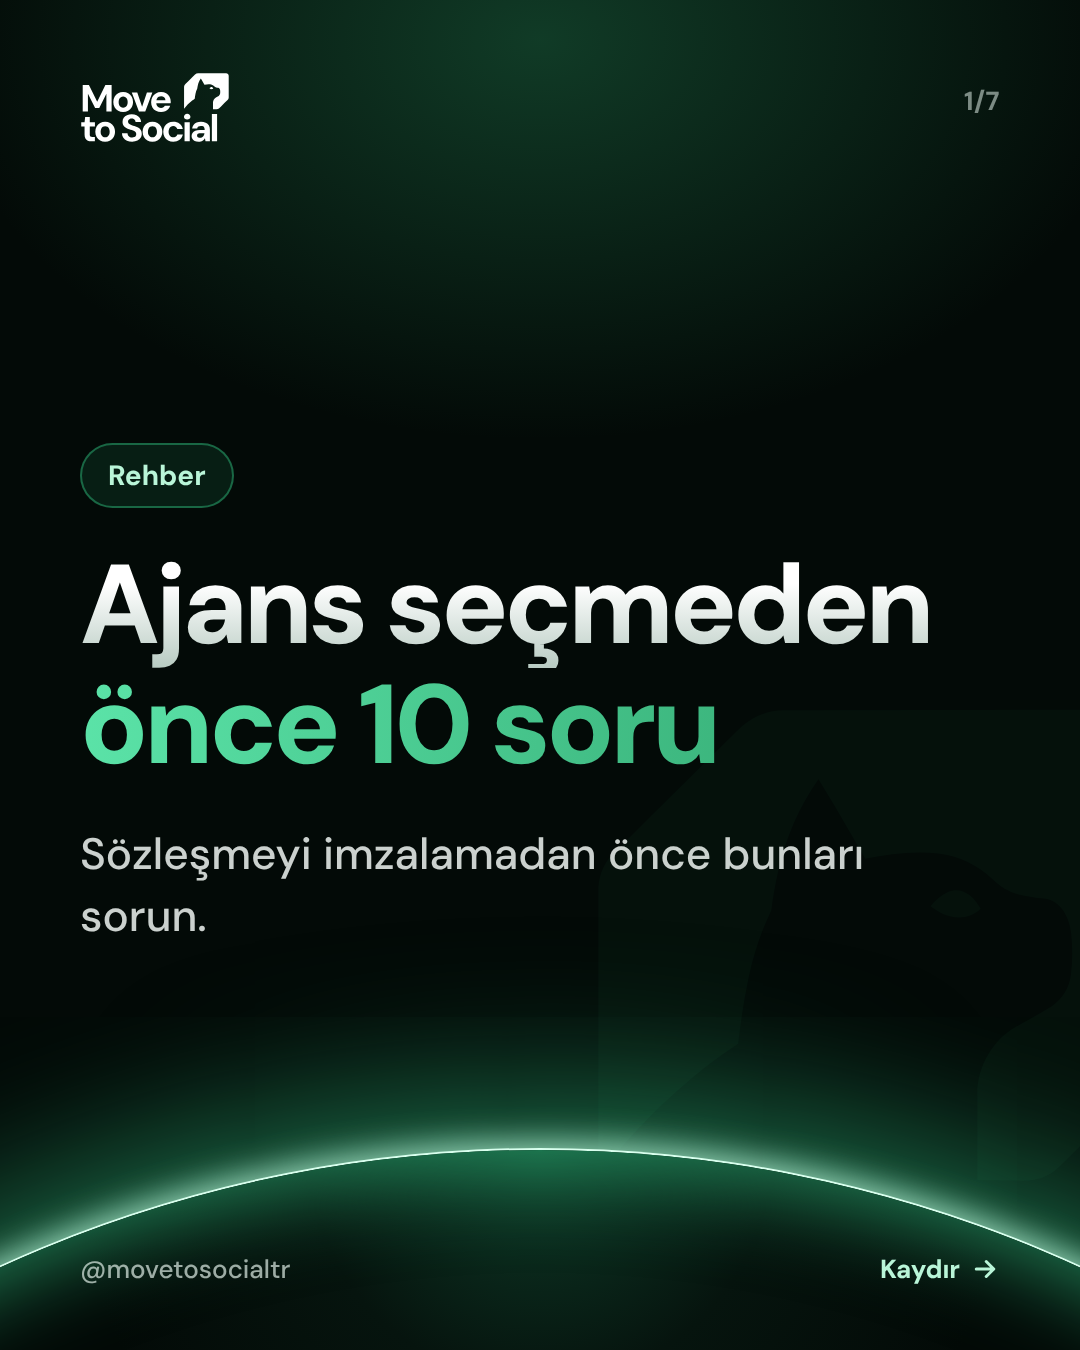 Move
to Social
1/7
Rehber
Ajans seçmeden
önce 10 soru
Sözleşmeyi imzalamadan önce bunları
sorun.
@movetosocialtr
Kaydır →